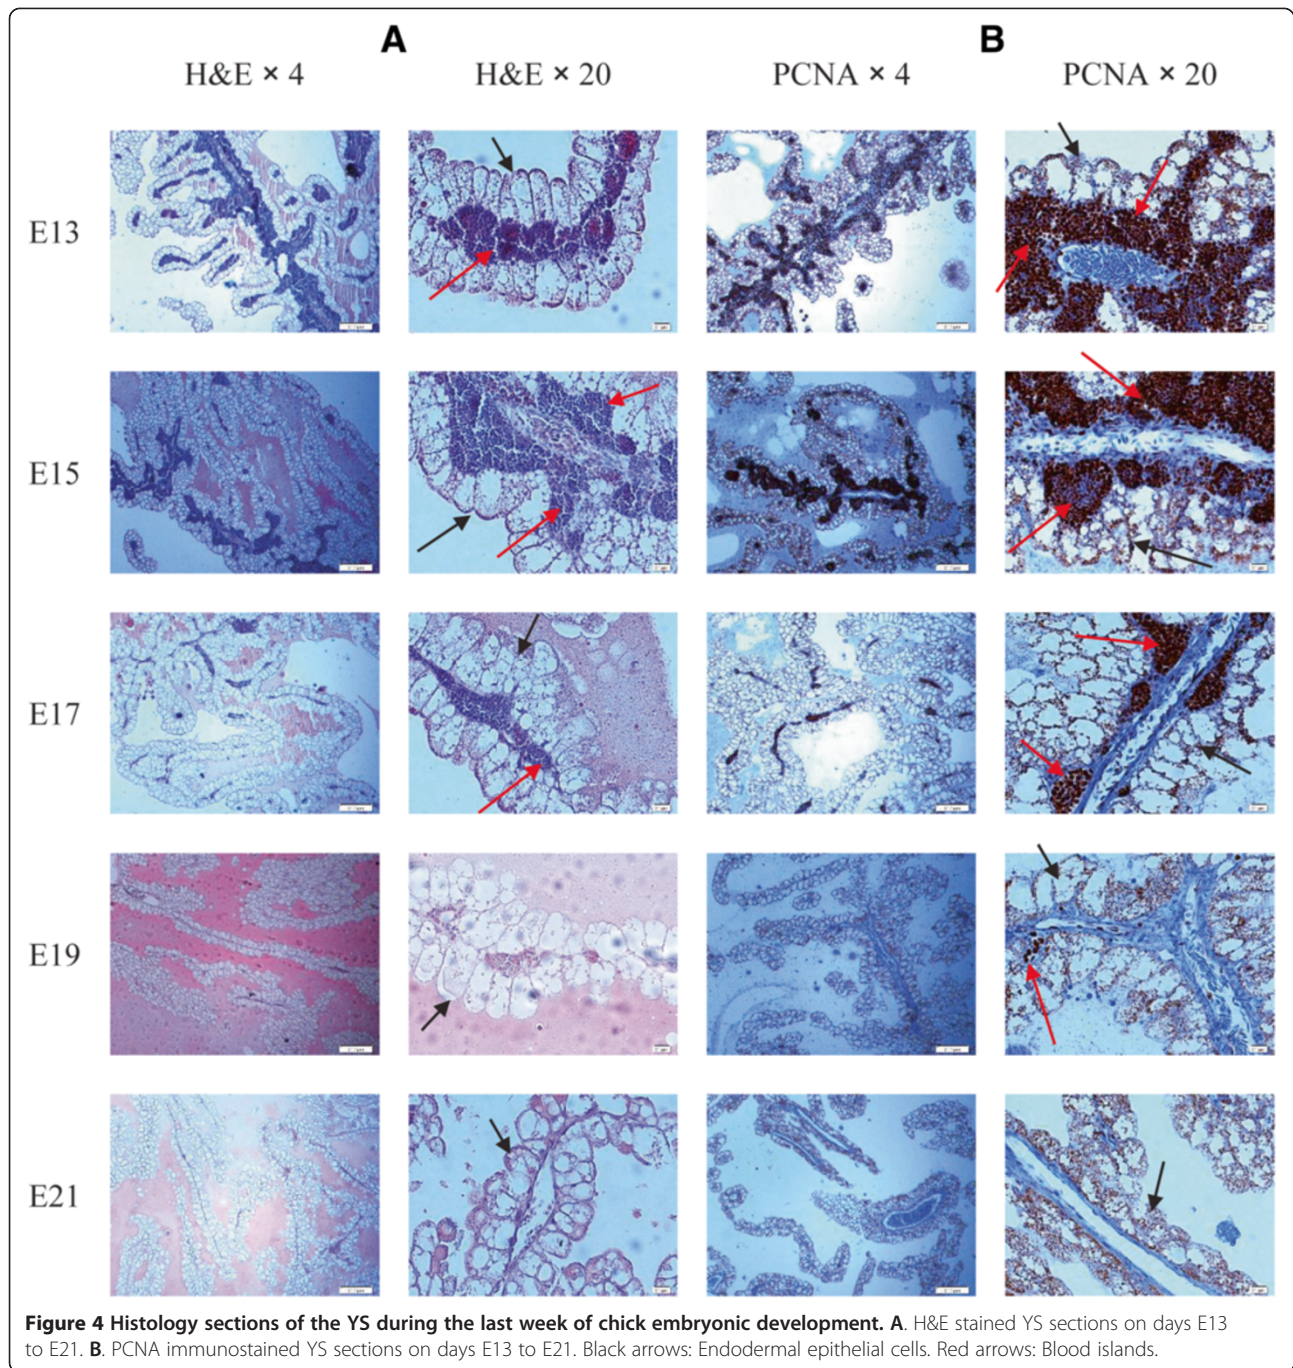 A
B
H&E × 4
H&E × 20
PCNA × 4
PCNA × 20
E13
E15
E17
E19
E21
Figure 4 Histology sections of the YS during the last week of chick embryonic development. A. H&E stained YS sections on days E13
to E21. B. PCNA immunostained YS sections on days E13 to E21. Black arrows: Endodermal epithelial cells. Red arrows: Blood islands.